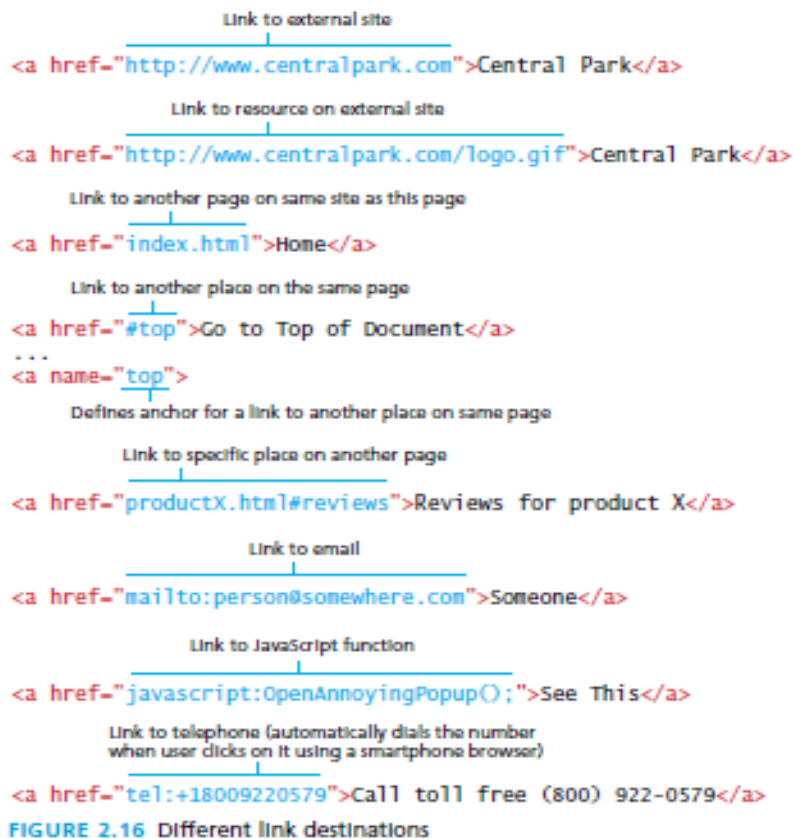 Link to external site
<a href="http://www.centralpark.com">Central Park</a>
Link to resource on external site
<a href="http://www.centralpark.com/logo.gif">Central Park</a>
Link to another page on same site as this page
<a href="index.html">Home</a>
Link to another place on the same page
<a href="#top">Go to Top of Document</a>
...
<a name="top">
Defines anchor for a link to another place on same page
Link to specific place on another page
<a href="productX.html#reviews">Reviews for product X</a>
Link to email
<a href="mailto:person@somewhere.com">Someone</a>
Link to JavaScript function
<a href="javascript:OpenAnnoyingPopup();">See This</a>
Link to telephone (automatically dials the number
when user clicks on it using a smartphone browser)
<a href="tel:+18009220579">Call toll free (800) 922-0579</a>
FIGURE 2.16 Different link destinations